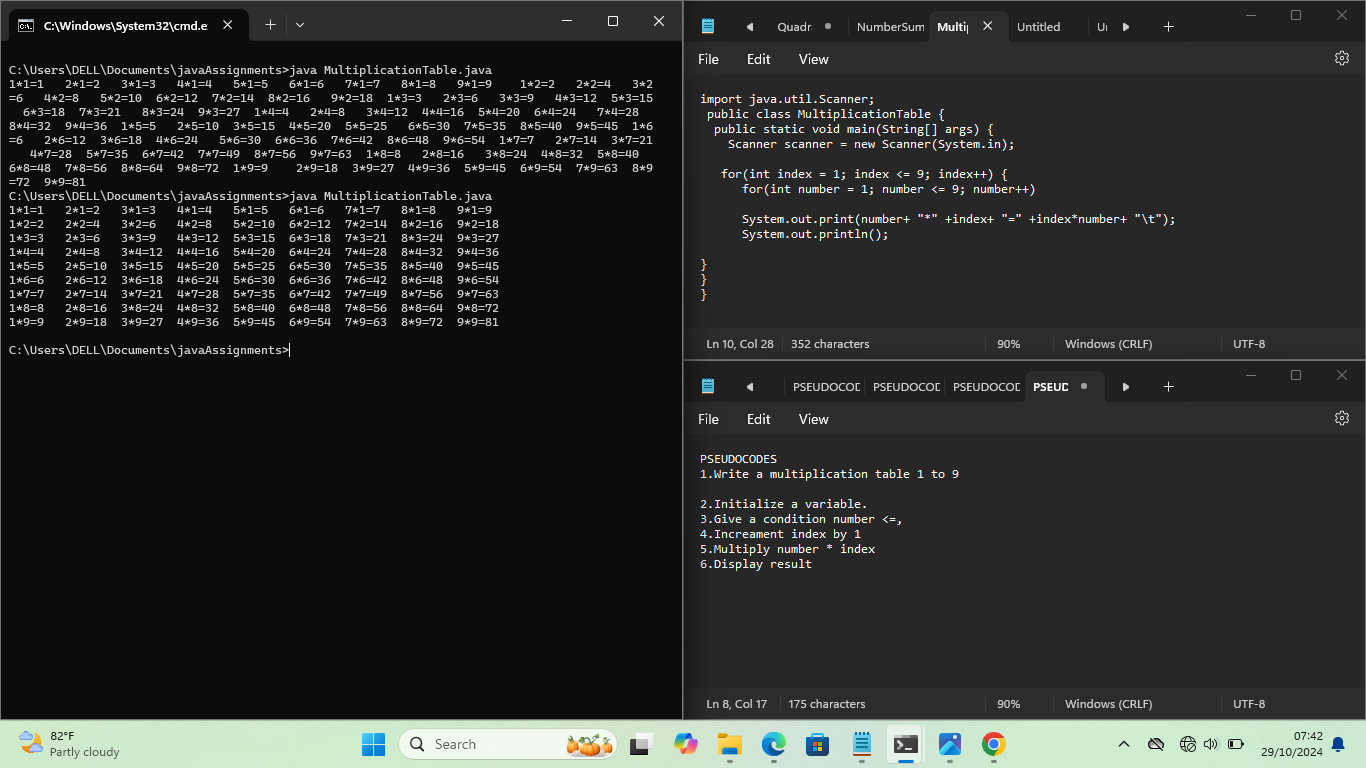 C:\Windows\System32\cmd.e
C:\Users\DELL\Documents\javaAssignments>java MultiplicationTable.java
1*1=1   2*1=2   3*1=3   4*1=4   5*1=5   6*1=6   7*1=7   8*1=8   9*1=9    1*2=2   2*2=4   3*2
=6   4*2=8   5*2=10  6*2=12  7*2=14  8*2=16   9*2=18  1*3=3   2*3=6   3*3=9   4*3=12  5*3=15
  6*3=18  7*3=21   8*3=24  9*3=27  1*4=4   2*4=8   3*4=12  4*4=16  5*4=20  6*4=24   7*4=28
8*4=32  9*4=36  1*5=5   2*5=10  3*5=15  4*5=20  5*5=25   6*5=30  7*5=35  8*5=40  9*5=45  1*6
=6   2*6=12  3*6=18  4*6=24   5*6=30  6*6=36  7*6=42  8*6=48  9*6=54  1*7=7   2*7=14  3*7=21
   4*7=28  5*7=35  6*7=42  7*7=49  8*7=56  9*7=63  1*8=8   2*8=16   3*8=24  4*8=32  5*8=40
6*8=48  7*8=56  8*8=64  9*8=72  1*9=9    2*9=18  3*9=27  4*9=36  5*9=45  6*9=54  7*9=63  8*9
=72  9*9=81
C:\Users\DELL\Documents\javaAssignments>java MultiplicationTable.java
1*1=1   2*1=2   3*1=3   4*1=4   5*1=5   6*1=6   7*1=7   8*1=8   9*1=9
1*2=2   2*2=4   3*2=6   4*2=8   5*2=10  6*2=12  7*2=14  8*2=16  9*2=18
1*3=3   2*3=6   3*3=9   4*3=12  5*3=15  6*3=18  7*3=21  8*3=24  9*3=27
1*4=4   2*4=8   3*4=12  4*4=16  5*4=20  6*4=24  7*4=28  8*4=32  9*4=36
1*5=5   2*5=10  3*5=15  4*5=20  5*5=25  6*5=30  7*5=35  8*5=40  9*5=45
1*6=6   2*6=12  3*6=18  4*6=24  5*6=30  6*6=36  7*6=42  8*6=48  9*6=54
1*7=7   2*7=14  3*7=21  4*7=28  5*7=35  6*7=42  7*7=49  8*7=56  9*7=63
1*8=8   2*8=16  3*8=24  4*8=32  5*8=40  6*8=48  7*8=56  8*8=64  9*8=72
1*9=9   2*9=18  3*9=27  4*9=36  5*9=45  6*9=54  7*9=63  8*9=72  9*9=81
C:\Users\DELL\Documents\javaAssignments>
Quadr NumberSum Multip Untitled U
File Edit View
import java.util.Scanner;
 public class MultiplicationTable {
  public static void main(String[] args) {
    Scanner scanner = new Scanner(System.in);
   for(int index = 1; index <= 9; index++) {
      for(int number = 1; number <= 9; number++)
      System.out.print(number+ "*" +index+ "=" +index*number+ "\t");
      System.out.println();
}
}
}
Ln 10, Col 28 352 characters 90% Windows (CRLF) UTF-8
PSEUDOCOD PSEUDOCOD PSEUDOCOD PSEUD
File Edit View
PSEUDOCODES
1.Write a multiplication table 1 to 9
2.Initialize a variable.
3.Give a condition number <=,
4.Increament index by 1
5.Multiply number * index
6.Display result
Ln 8, Col 17 175 characters 90% Windows (CRLF) UTF-8
82°F
Partly cloudy
Search
07:42
29/10/2024